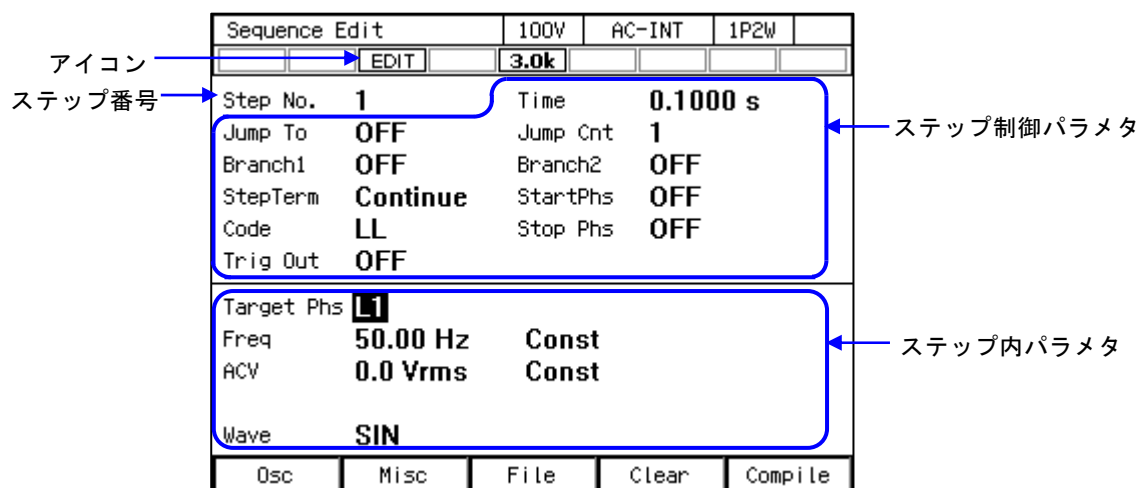 Sequence Edit 100V AC-INT 1P2W
アイコン EDIT 3.0k
ステップ番号 Step No. 1 Time 0.1000 s
Jump To OFF Jump Cnt 1 ステップ制御パラメタ
Branch1 OFF Branch2 OFF
StepTerm Continue StartPhs OFF
Code LL Stop Phs OFF
Trig Out OFF
Target Phs L1
Freq 50.00 Hz Const ステップ内パラメタ
ACV 0.0 Vrms Const
Wave SIN
Osc Misc File Clear Compile